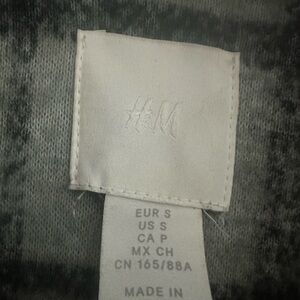 H&M
EUR S
US S
CA P
MX CH
CN 165/88A
MADE IN